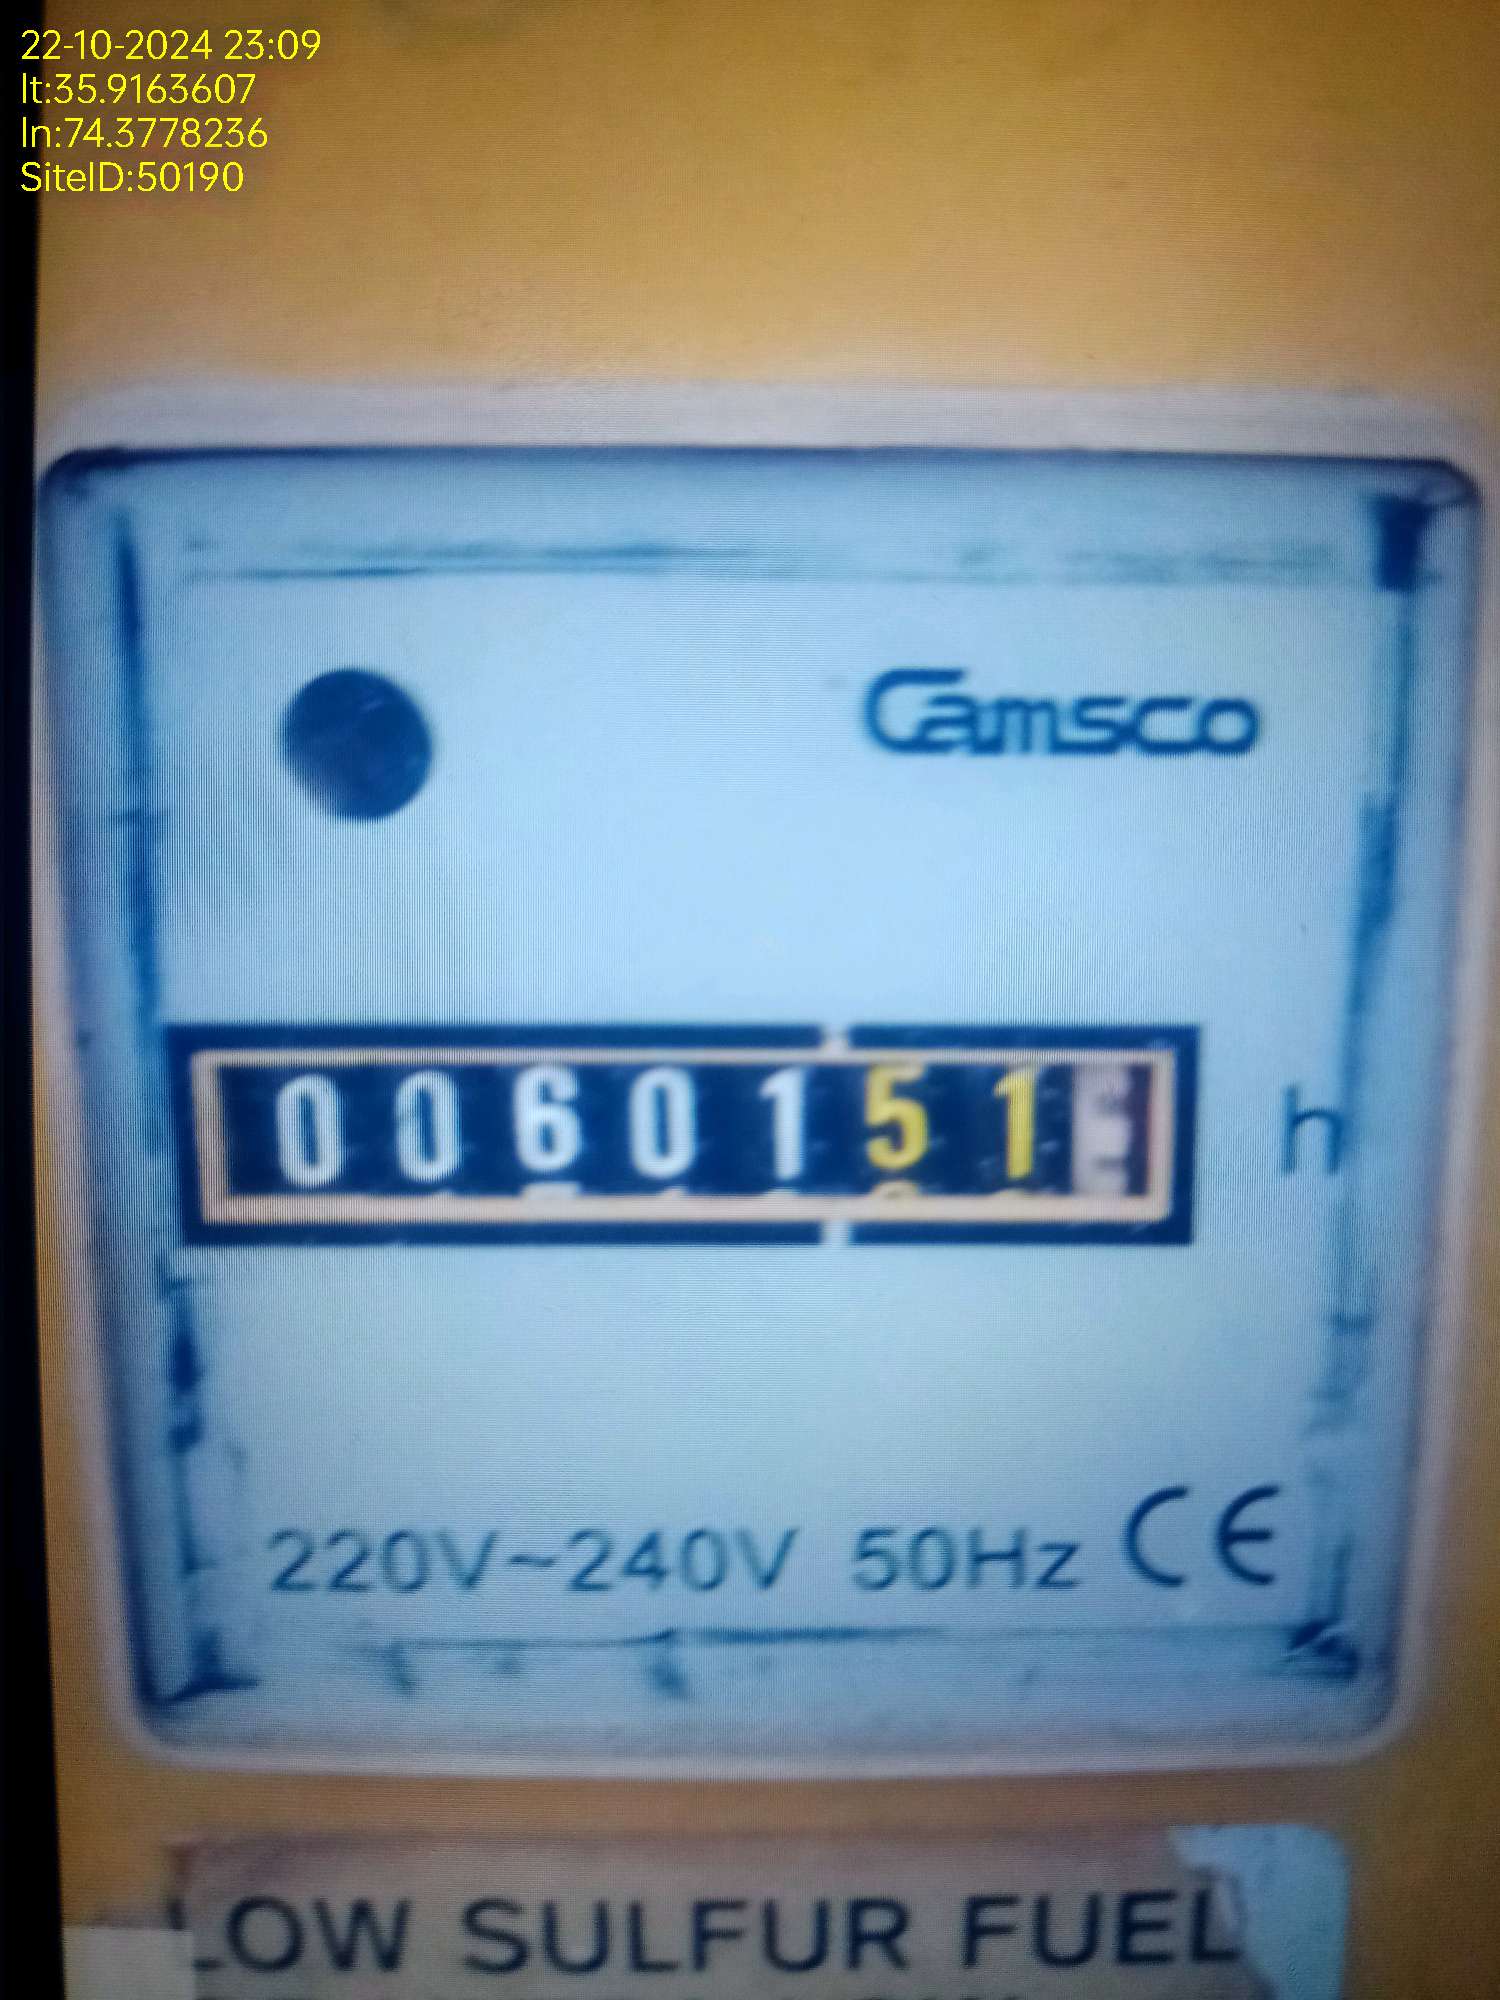 22-10-2024 23:09
lt:35.9163607
ln:74.3778236
SiteID:50190
Camsco
0060151
h
220V~240V 50Hz CE
LOW SULFUR FUEL